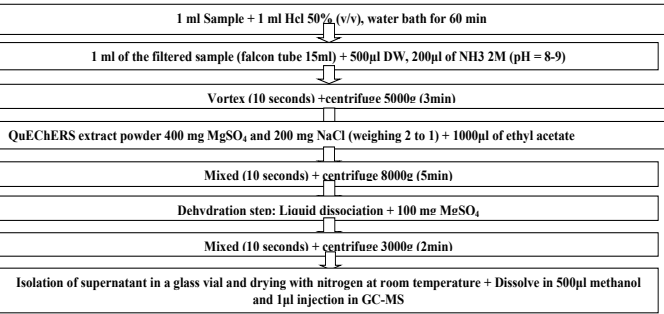 1 ml Sample + 1 ml Hcl 50% (v/v), water bath for 60 min
1 ml of the filtered sample (falcon tube 15ml) + 500µl DW, 200µl of NH3 2M (pH = 8-9)
Vortex (10 seconds) +centrifuge 5000g (3min)
QuEChERS extract powder 400 mg MgSO₄ and 200 mg NaCl (weighing 2 to 1) + 1000µl of ethyl acetate
Mixed (10 seconds) + centrifuge 8000g (5min)
Dehydration step: Liquid dissociation + 100 mg MgSO₄
Mixed (10 seconds) + centrifuge 3000g (2min)
Isolation of supernatant in a glass vial and drying with nitrogen at room temperature + Dissolve in 500µl methanol
and 1µl injection in GC-MS